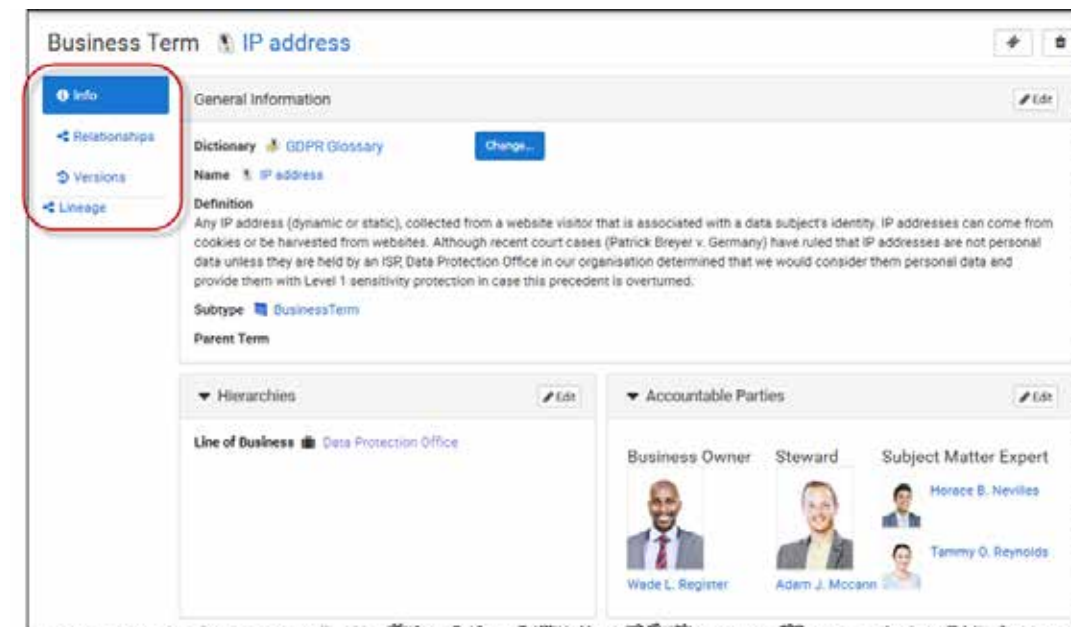 Business Term IP address
Info
Relationships
Versions
Lineage
General Information
Edit
Dictionary GDPR Glossary
Change...
Name IP address
Definition
Any IP address (dynamic or static), collected from a website visitor that is associated with a data subject's identity. IP addresses can come from
cookies or be harvested from websites. Although recent court cases (Patrick Breyer v. Germany) have ruled that IP addresses are not personal
data unless they are held by an ISP, Data Protection Office in our organisation determined that we would consider them personal data and
provide them with Level 1 sensitivity protection in case this precedent is overturned.
Subtype BusinessTerm
Parent Term
Hierarchies
Edit
Line of Business Data Protection Office
Accountable Parties
Edit
Business Owner Steward Subject Matter Expert
Horace B. Nevilles
Tammy O. Reynolds
Wade L. Register Adam J. Mccann